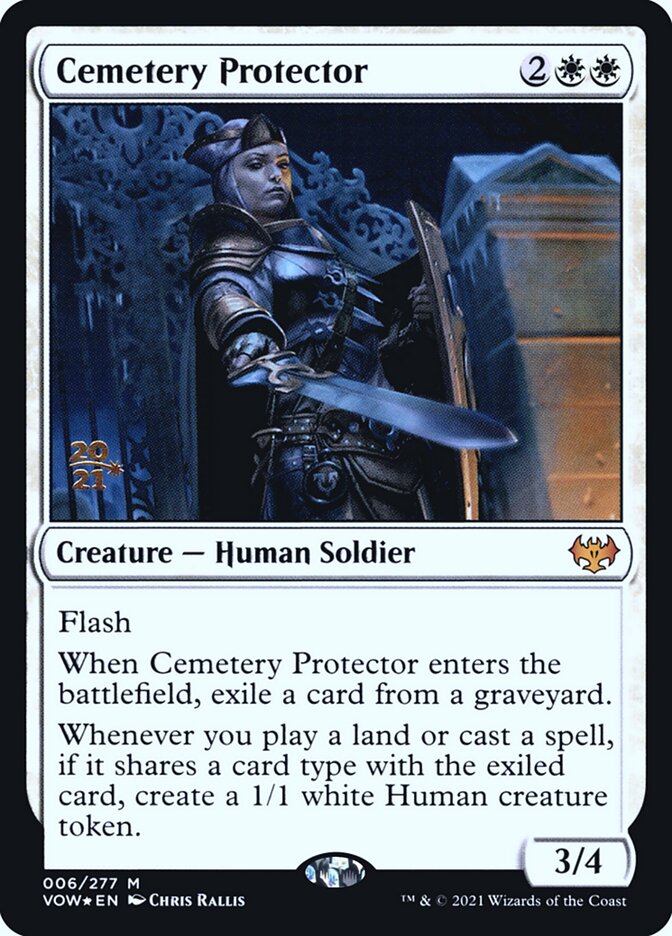 Cemetery Protector 2
20
21
Creature — Human Soldier
Flash
When Cemetery Protector enters the
battlefield, exile a card from a graveyard.
Whenever you play a land or cast a spell,
if it shares a card type with the exiled
card, create a 1/1 white Human creature
token.
3/4
006/277 M
VOW★EN Chris Rallis
™ & © 2021 Wizards of the Coast